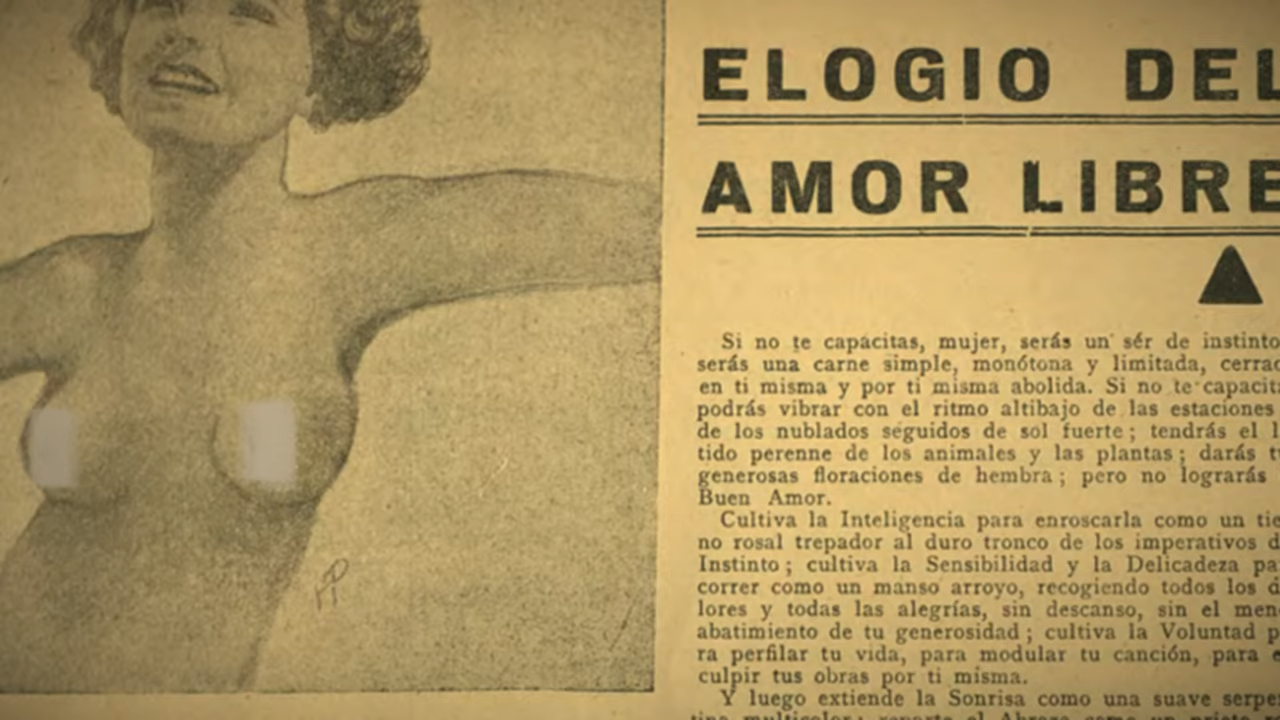 ELOGIO DEL
AMOR LIBRE
Si no te capacitas, mujer, serás un sér de instinto
serás una carne simple, monótona y limitada, cerrad
en ti misma y por ti misma abolida. Si no te capacita
podrás vibrar con el ritmo altibajo de las estaciones
de los nublados seguidos de sol fuerte; tendrás el l
tido perenne de los animales y las plantas; darás t
generosas floraciones de hembra; pero no lograrás
Buen Amor.
Cultiva la Inteligencia para enroscarla como un tie
no rosal trepador al duro tronco de los imperativos d
Instinto; cultiva la Sensibilidad y la Delicadeza pa
correr como un manso arroyo, recogiendo todos los d
lores y todas las alegrías, sin descanso, sin el men
abatimiento de tu generosidad; cultiva la Voluntad p
ra perfilar tu vida, para modular tu canción, para e
culpir tus obras por ti misma.
Y luego extiende la Sonrisa como una suave serpe